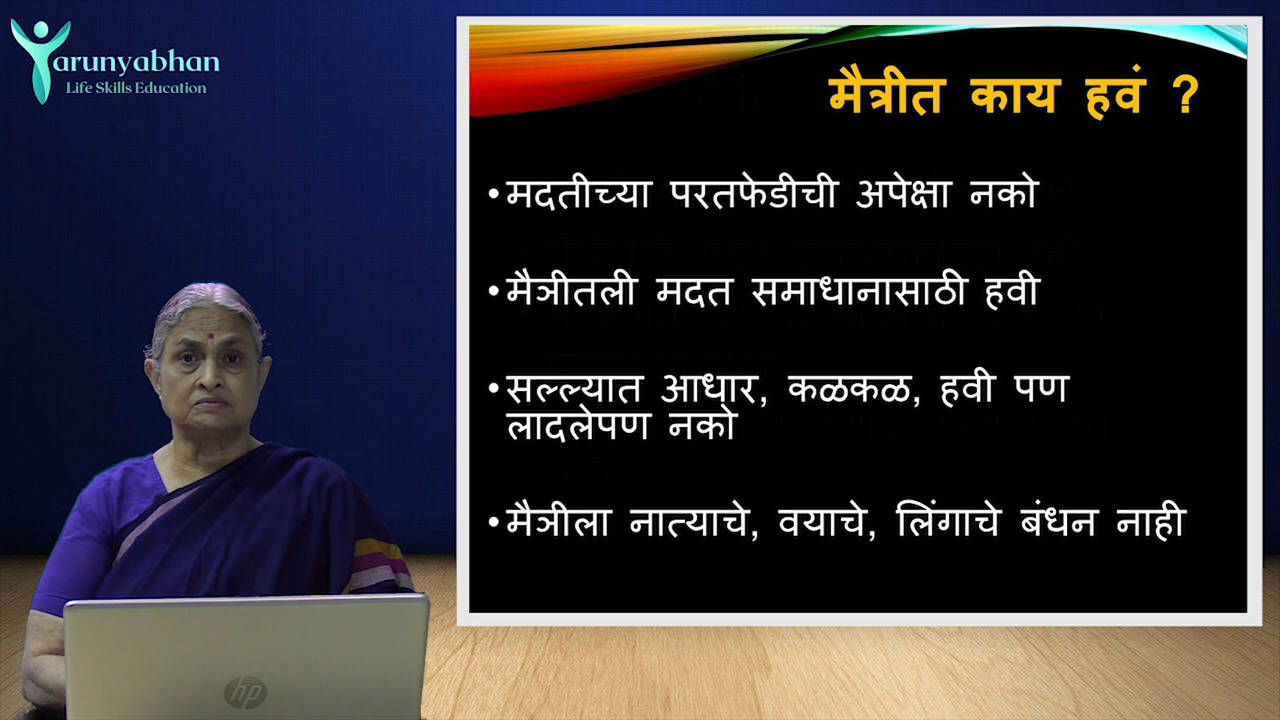 Tarunyabhan
Life Skills Education
मैत्रीत काय हवं ?
•मदतीच्या परतफेडीची अपेक्षा नको
•मैञीतली मदत समाधानासाठी हवी
•सल्ल्यात आधार, कळकळ, हवी पण
लादलेपण नको
•मैञीला नात्याचे, वयाचे, लिंगाचे बंधन नाही
hp